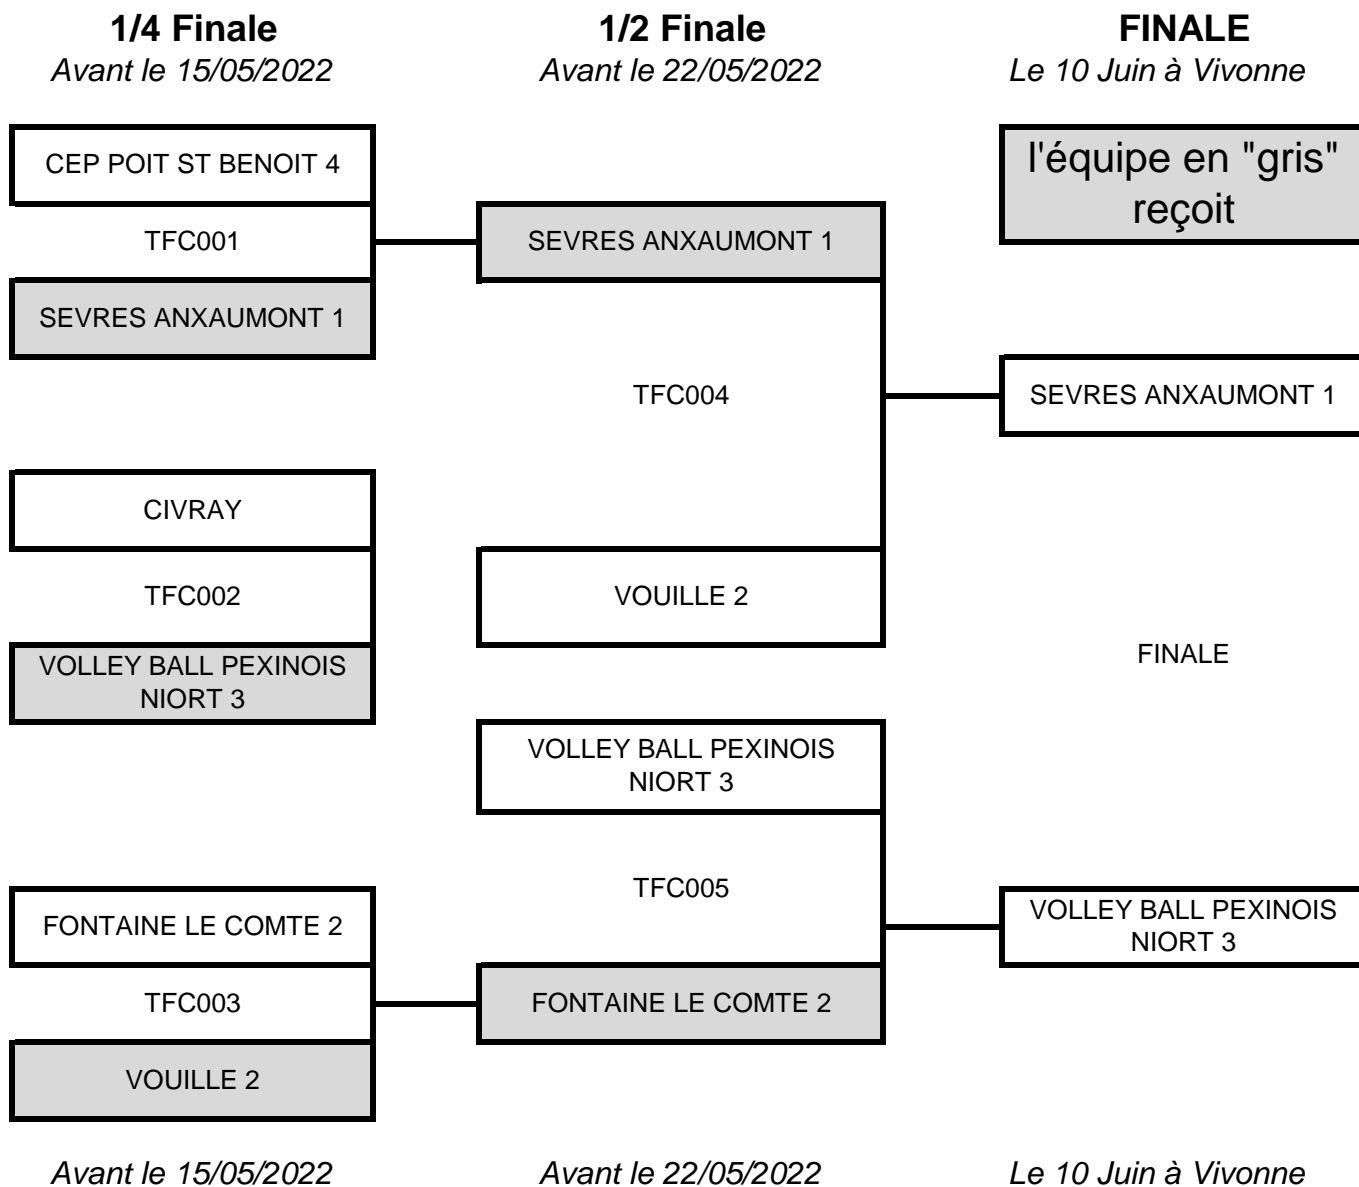 1/4 Finale
Avant le 15/05/2022
1/2 Finale
Avant le 22/05/2022
FINALE
Le 10 Juin à Vivonne
CEP POIT ST BENOIT 4
TFC001
SEVRES ANXAUMONT 1
CIVRAY
TFC002
VOLLEY BALL PEXINOIS
NIORT 3
FONTAINE LE COMTE 2
TFC003
VOUILLE 2
SEVRES ANXAUMONT 1
TFC004
VOUILLE 2
VOLLEY BALL PEXINOIS
NIORT 3
TFC005
FONTAINE LE COMTE 2
l'équipe en "gris"
reçoit
SEVRES ANXAUMONT 1
FINALE
VOLLEY BALL PEXINOIS
NIORT 3
Avant le 15/05/2022
Avant le 22/05/2022
Le 10 Juin à Vivonne